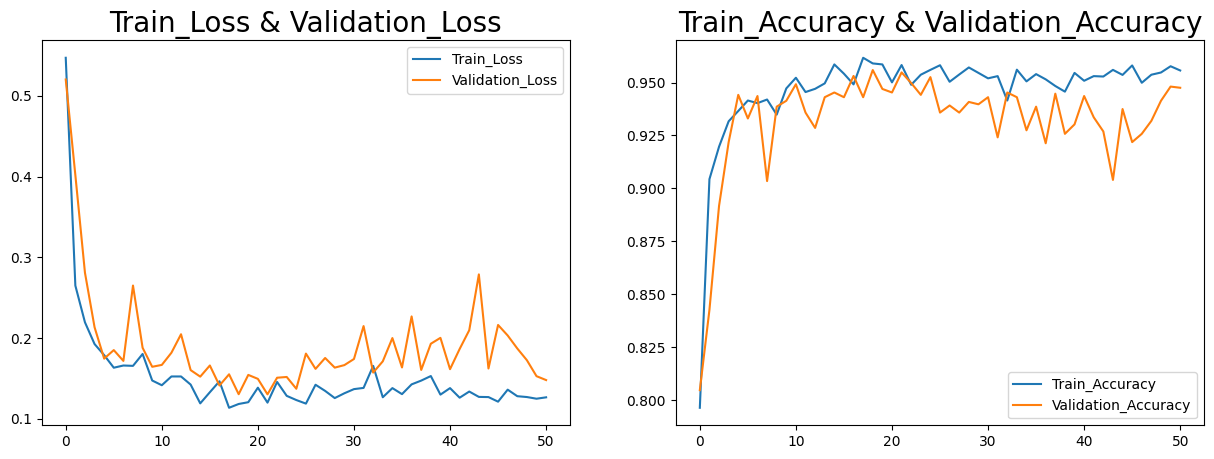 Train_Loss & Validation_Loss
Train_Loss
Validation_Loss
0.5
0.4
0.3
0.2
0.1
0 10 20 30 40 50
Train_Accuracy & Validation_Accuracy
0.950
0.925
0.900
0.875
0.850
0.825
0.800
Train_Accuracy
Validation_Accuracy
0 10 20 30 40 50